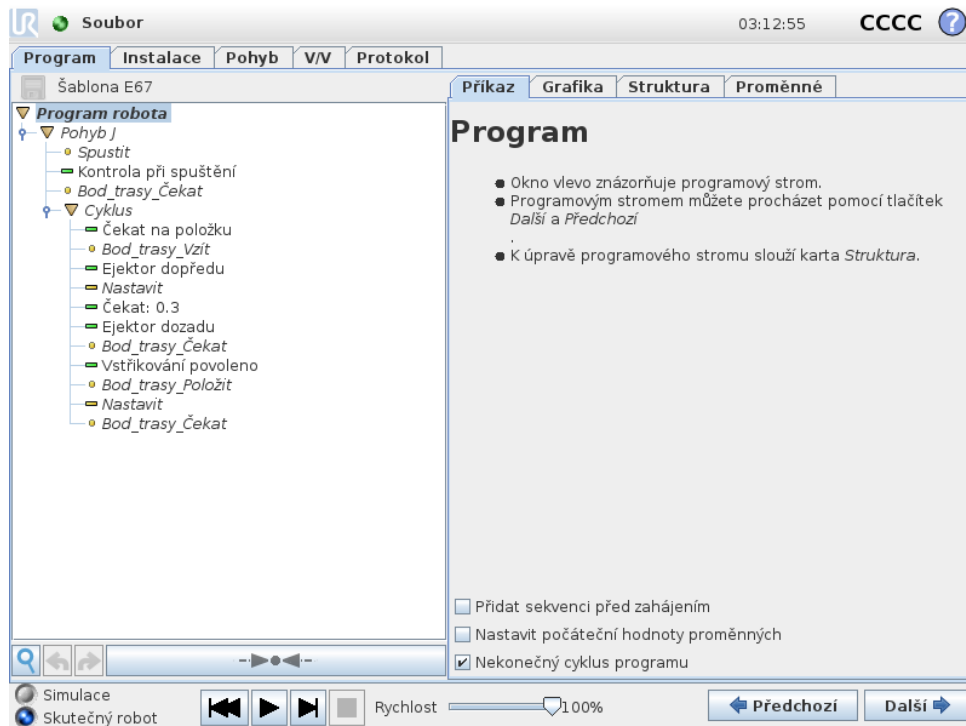 UR Soubor 03:12:55 CCCC ?
Program Instalace Pohyb V/V Protokol
Šablona E67
Příkaz Grafika Struktura Proměnné
Program robota
Pohyb J
Spustit
Kontrola při spuštění
Bod_trasy_Čekat
Cyklus
Čekat na položku
Bod_trasy_Vzít
Ejektor dopředu
Nastavit
Čekat: 0.3
Ejektor dozadu
Bod_trasy_Čekat
Vstřikování povoleno
Bod_trasy_Položit
Nastavit
Bod_trasy_Čekat
Program
Okno vlevo znázorňuje programový strom.
Programovým stromem můžete procházet pomocí tlačítek
Další a Předchozí
.
K úpravě programového stromu slouží karta Struktura.
Přidat sekvenci před zahájením
Nastavit počáteční hodnoty proměnných
Nekonečný cyklus programu
Simulace
Skutečný robot
Rychlost 100%
Předchozí Další